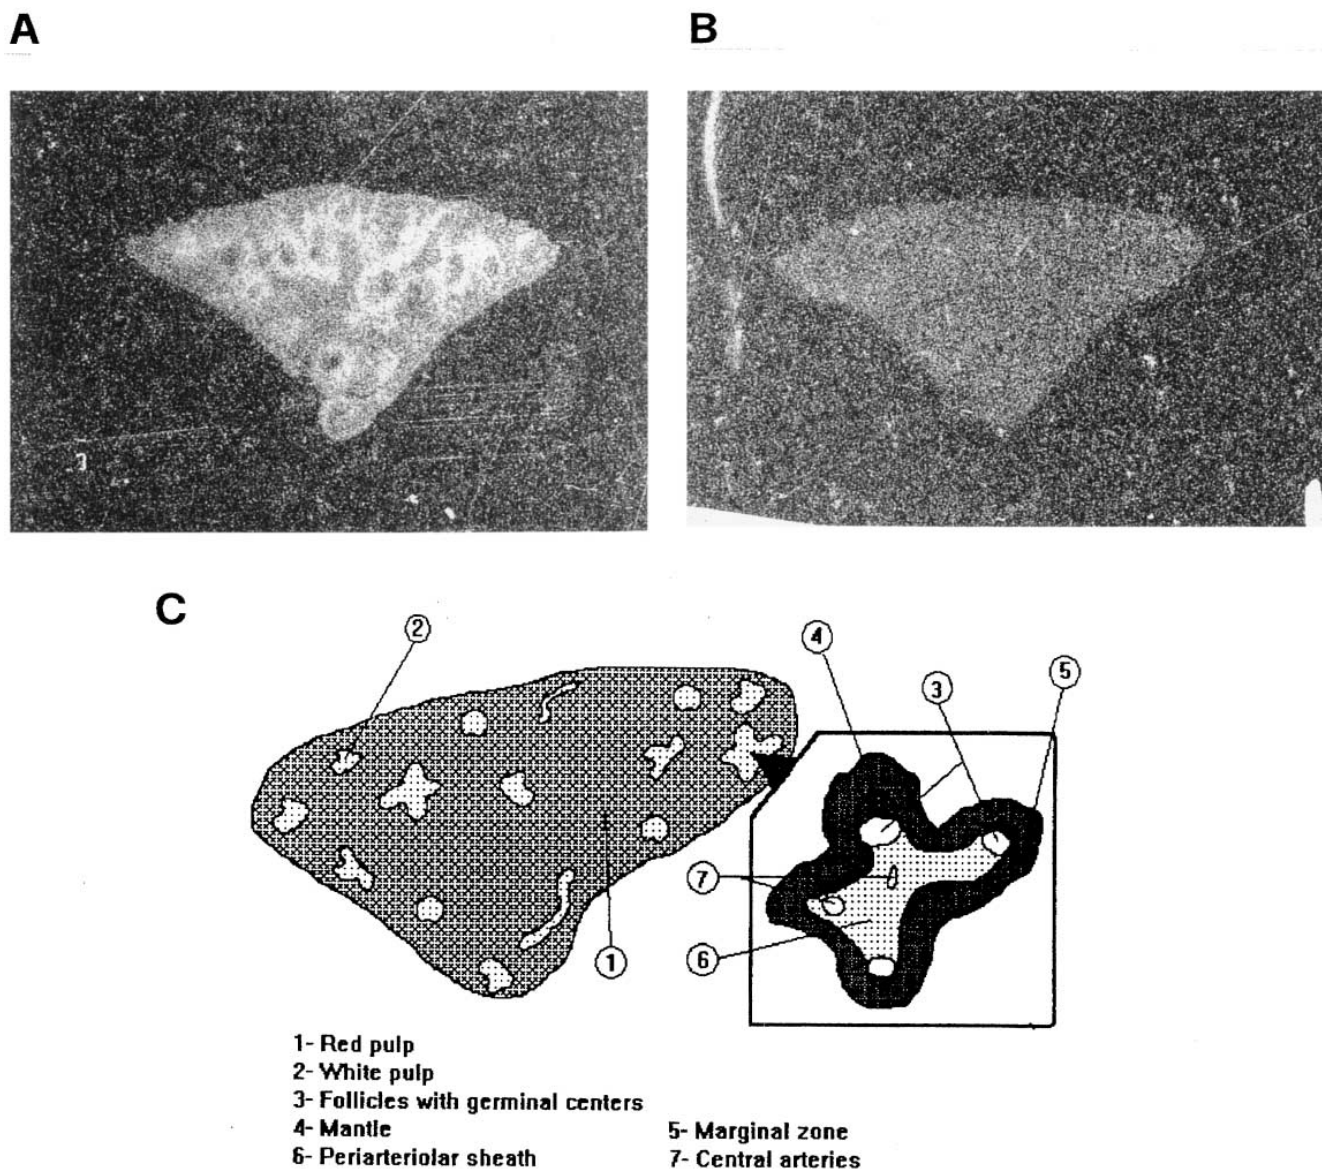 A
B
C
2
4
3
5
7
6
1
1- Red pulp
2- White pulp
3- Follicles with germinal centers
4- Mantle
5- Marginal zone
6- Periarteriolar sheath
7- Central arteries